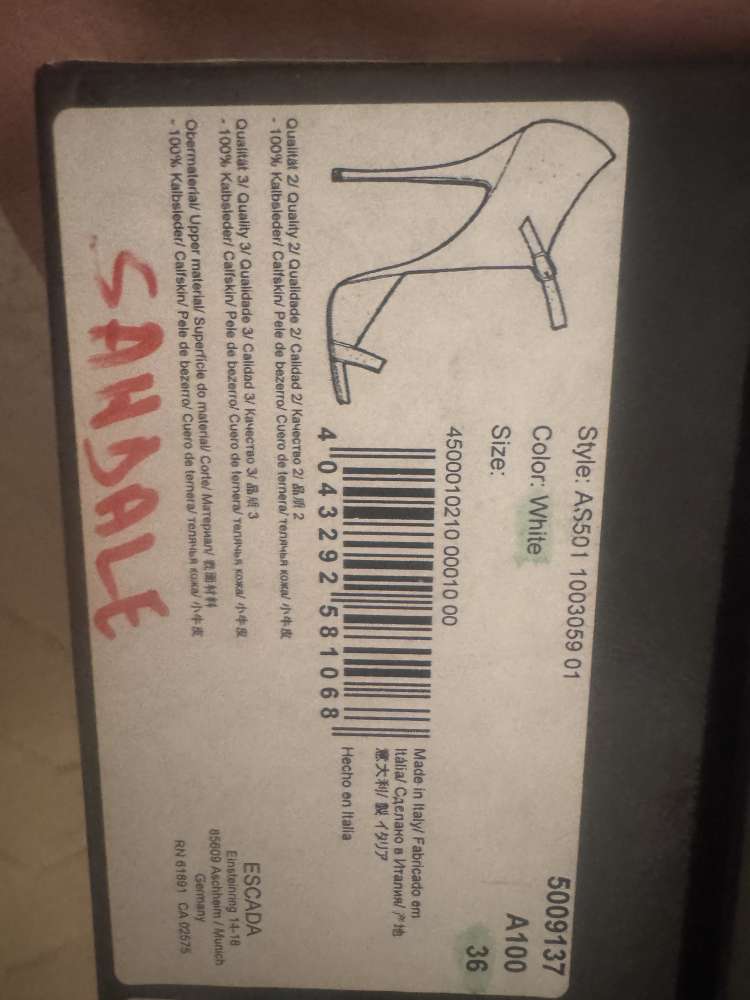 Style: AS501 1003059 01 5009137
Color: White A100
Size: 36
4500010210 00010 00
4 043292 581068
Made in Italy/ Fabricado em
Itália/ Сделано в Италия/ 产地
意大利/ 製 イタリア
Hecho en Italia
Qualität 2/ Quality 2/ Qualidade 2/ Calidad 2/ Качество 2/ 品质 2
- 100% Kalbsleder/ Calfskin/ Pele de bezerro/ Cuero de ternera/ телячья кожа/ 小牛皮
Qualität 3/ Quality 3/ Qualidade 3/ Calidad 3/ Качество 3/ 品质 3
- 100% Kalbsleder/ Calfskin/ Pele de bezerro/ Cuero de ternera/ телячья кожа/ 小牛皮
Obermaterial/ Upper material/ Superfície do material/ Corte/ Материал/ 表面材料
- 100% Kalbsleder/ Calfskin/ Pele de bezerro/ Cuero de ternera/ телячья кожа/ 小牛皮
ESCADA
Einsteinring 14-18
85609 Aschheim / Munich
Germany
RN 61891 CA 02575
SANDALE